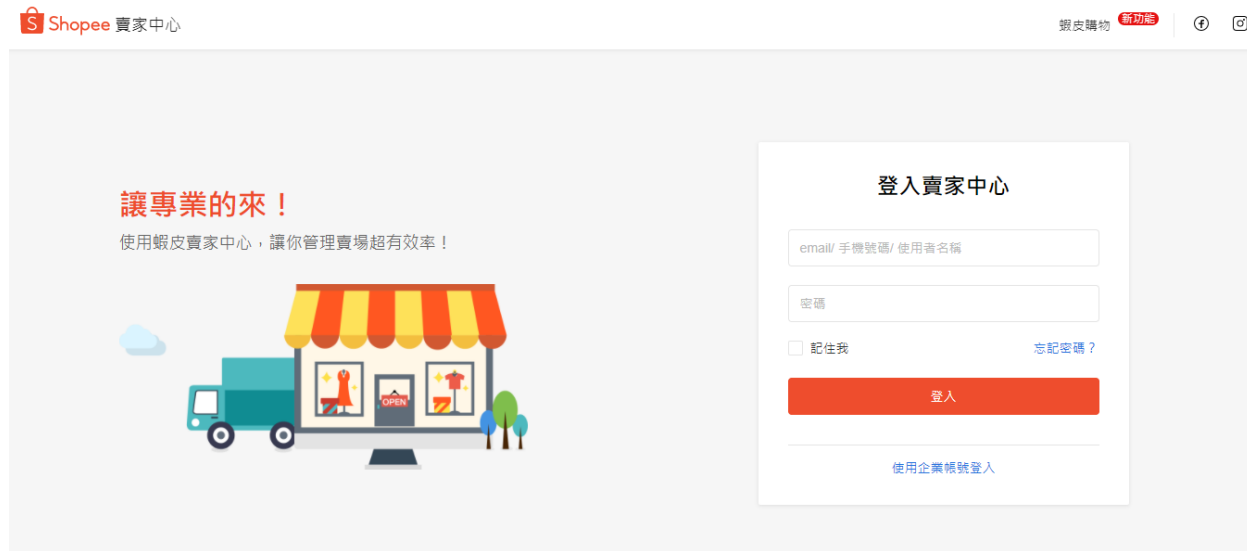 Shopee 賣家中心
蝦皮購物 新功能
讓專業的來！
使用蝦皮賣家中心，讓你管理賣場超有效率！
OPEN
登入賣家中心
email/ 手機號碼/ 使用者名稱
密碼
記住我 忘記密碼？
登入
使用企業帳號登入